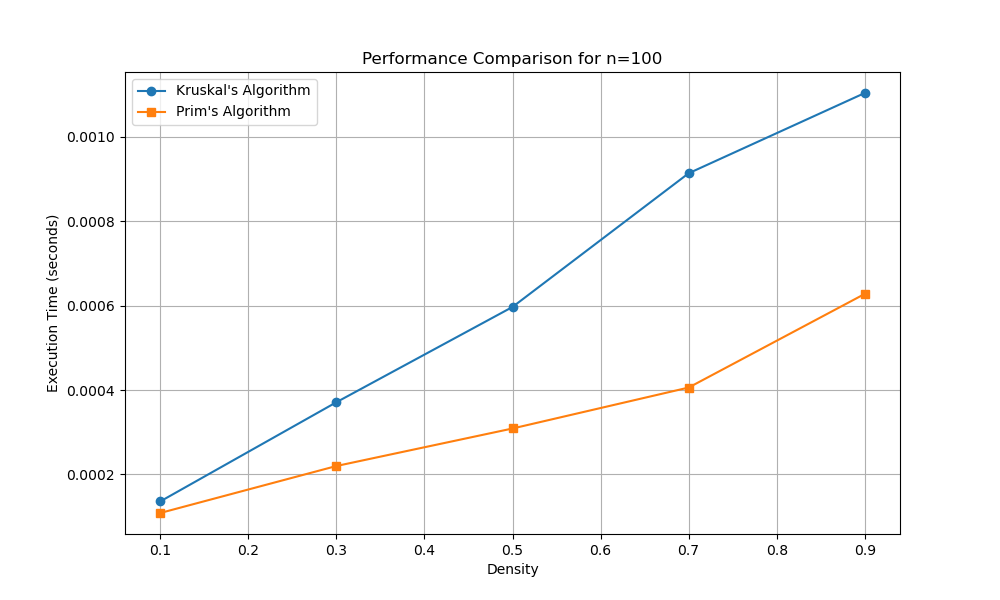 Performance Comparison for n=100
Kruskal's Algorithm
Prim's Algorithm
Execution Time (seconds)
0.0010
0.0008
0.0006
0.0004
0.0002
0.1 0.2 0.3 0.4 0.5 0.6 0.7 0.8 0.9
Density